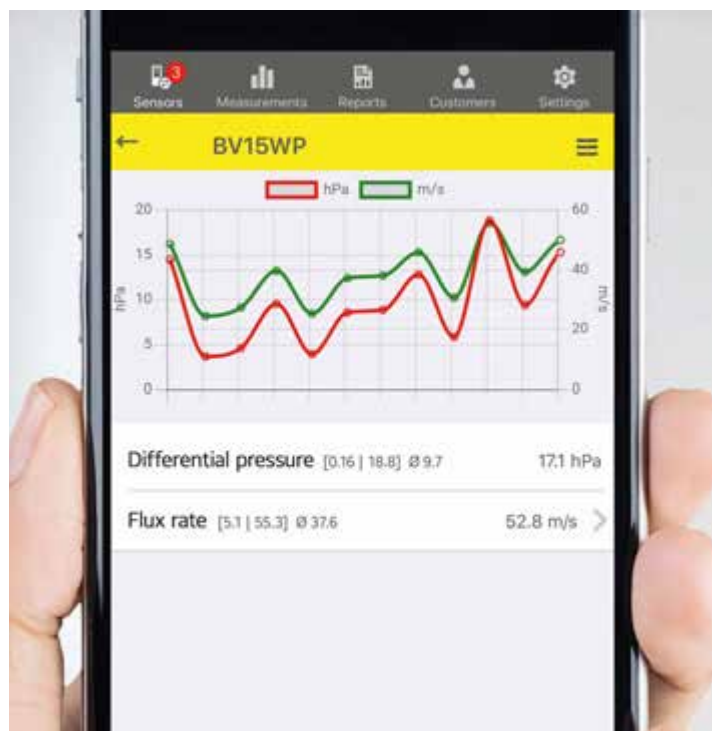 3
Sensors Measurements Reports Customers Settings
← BV15WP
hPa m/s
20 60
15
40
10
20
5
0 0
hPa
m/s
Differential pressure [0.16 | 18.8] Ø 9.7 17.1 hPa
Flux rate [5.1 | 55.3] Ø 37.6 52.8 m/s >